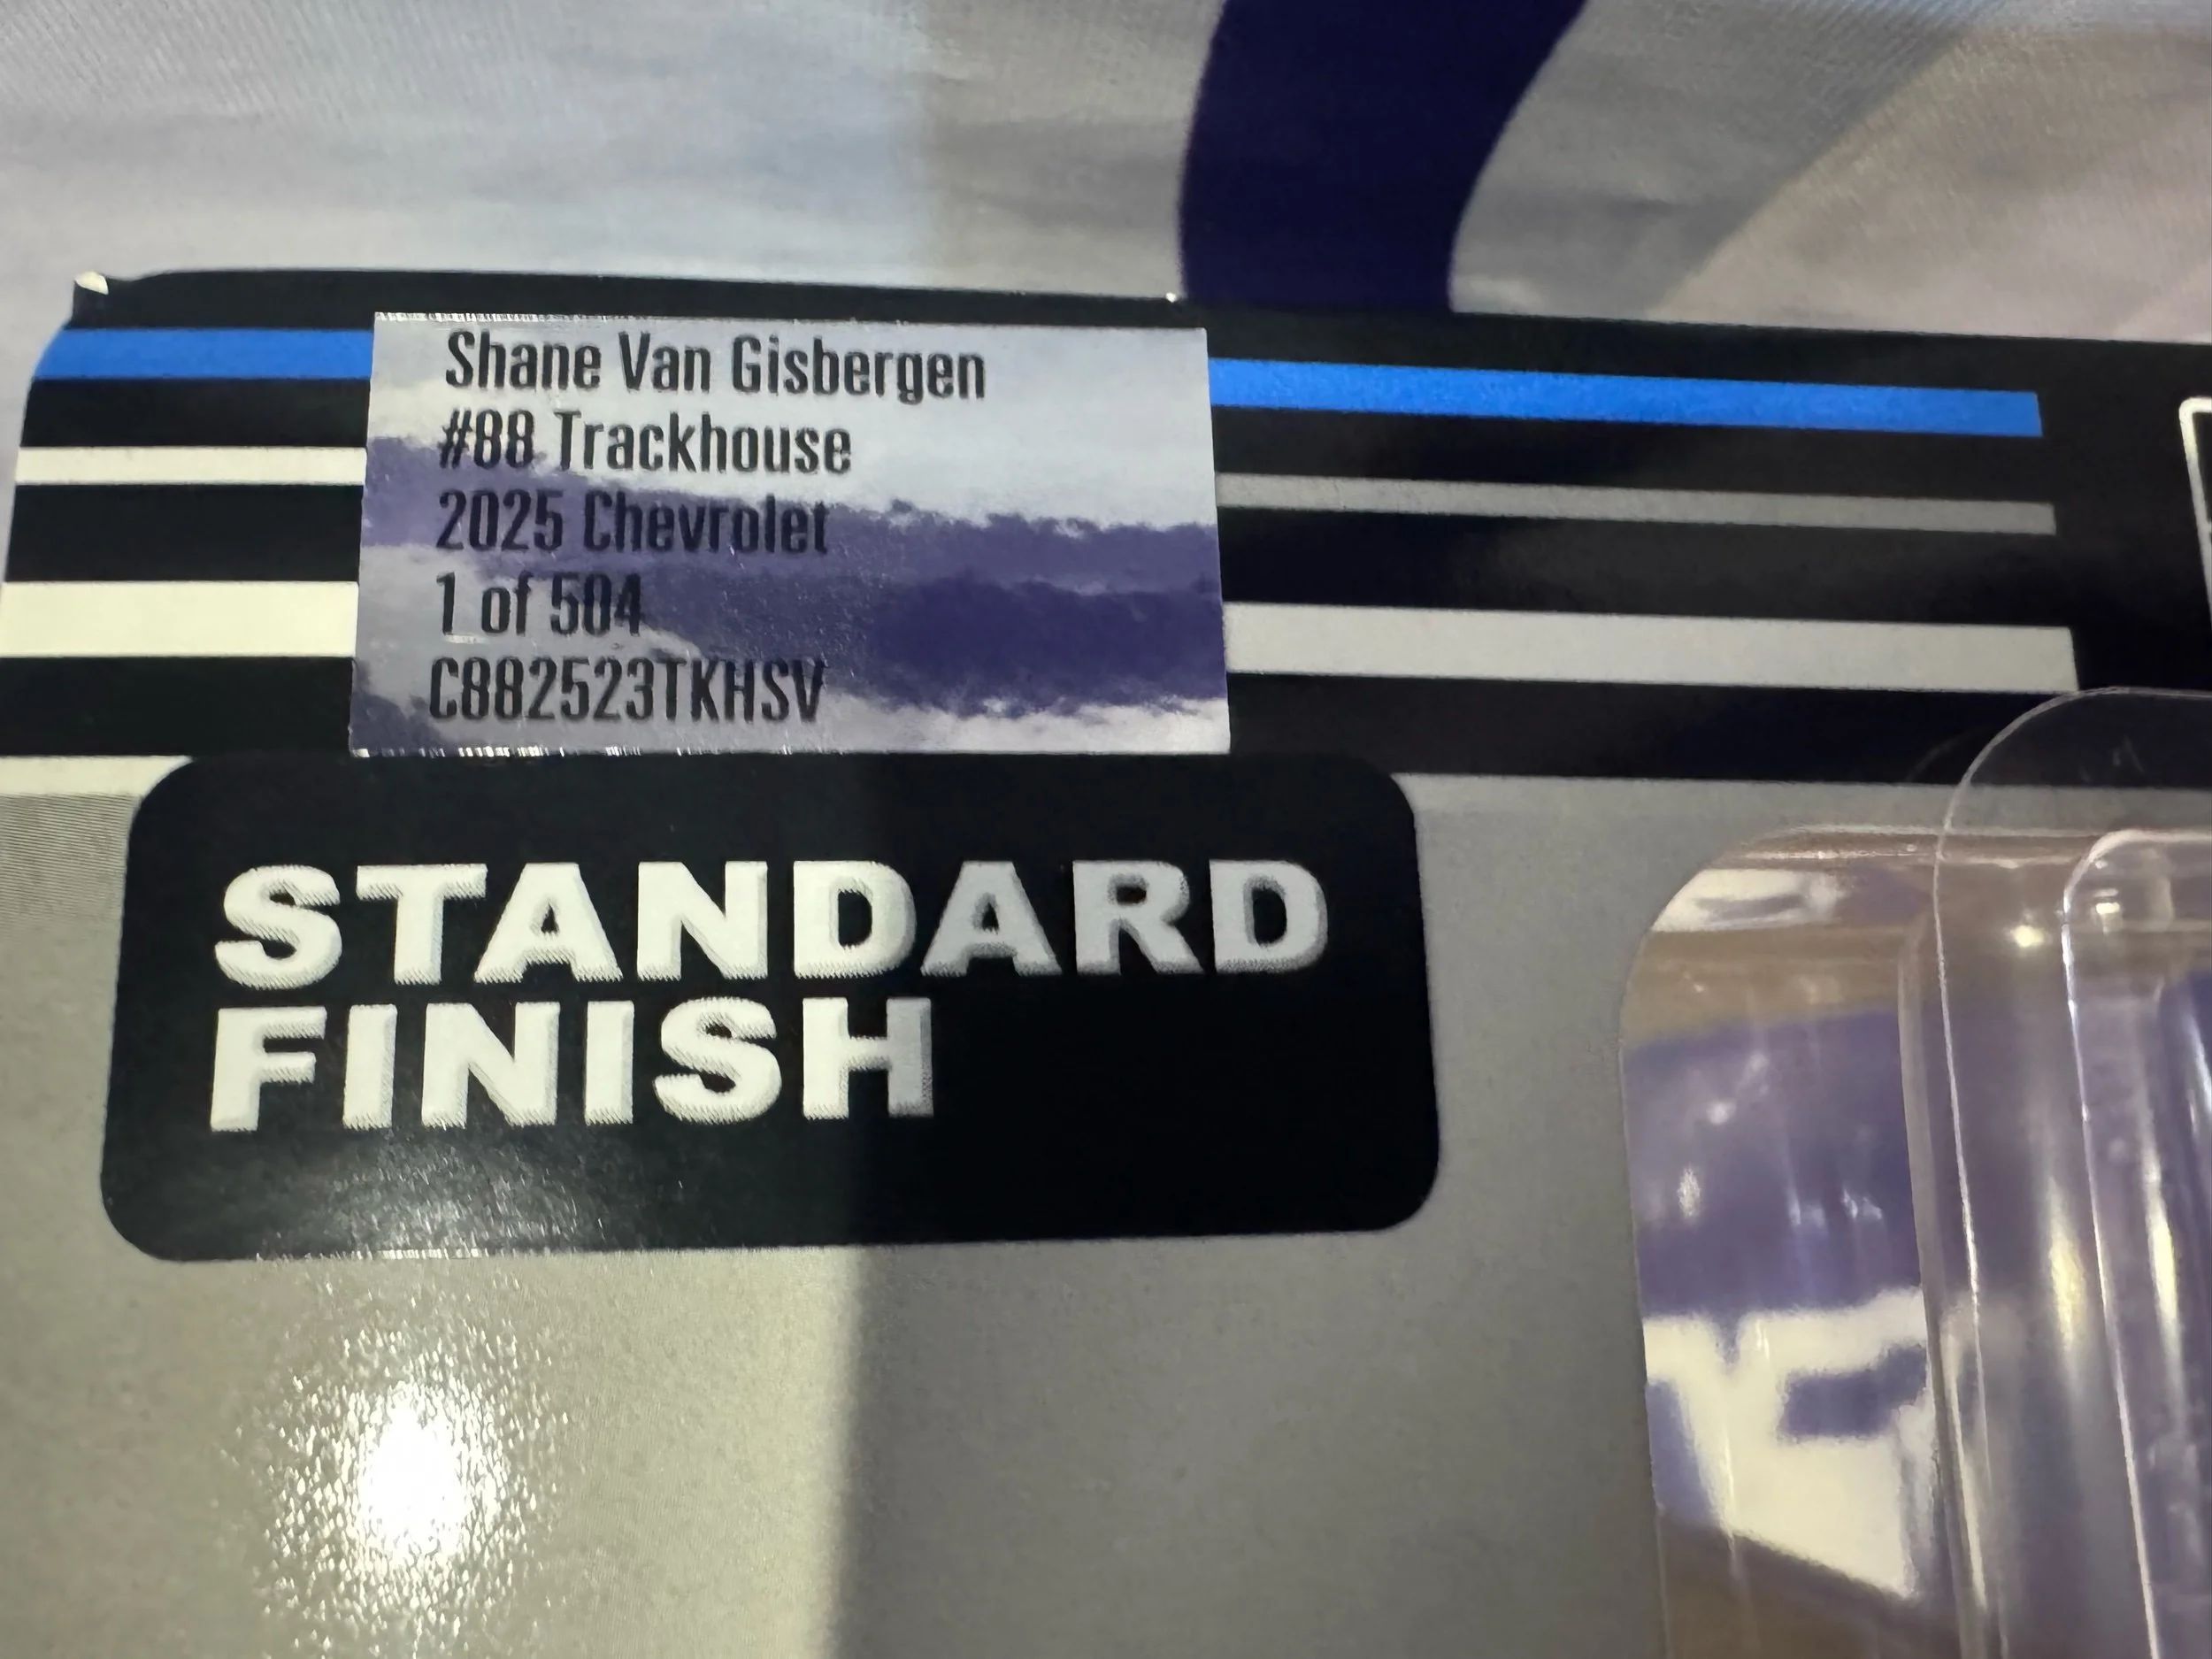 Shane Van Gisbergen
#88 Trackhouse
2025 Chevrolet
1 of 504
C882523TKHSV
STANDARD
FINISH